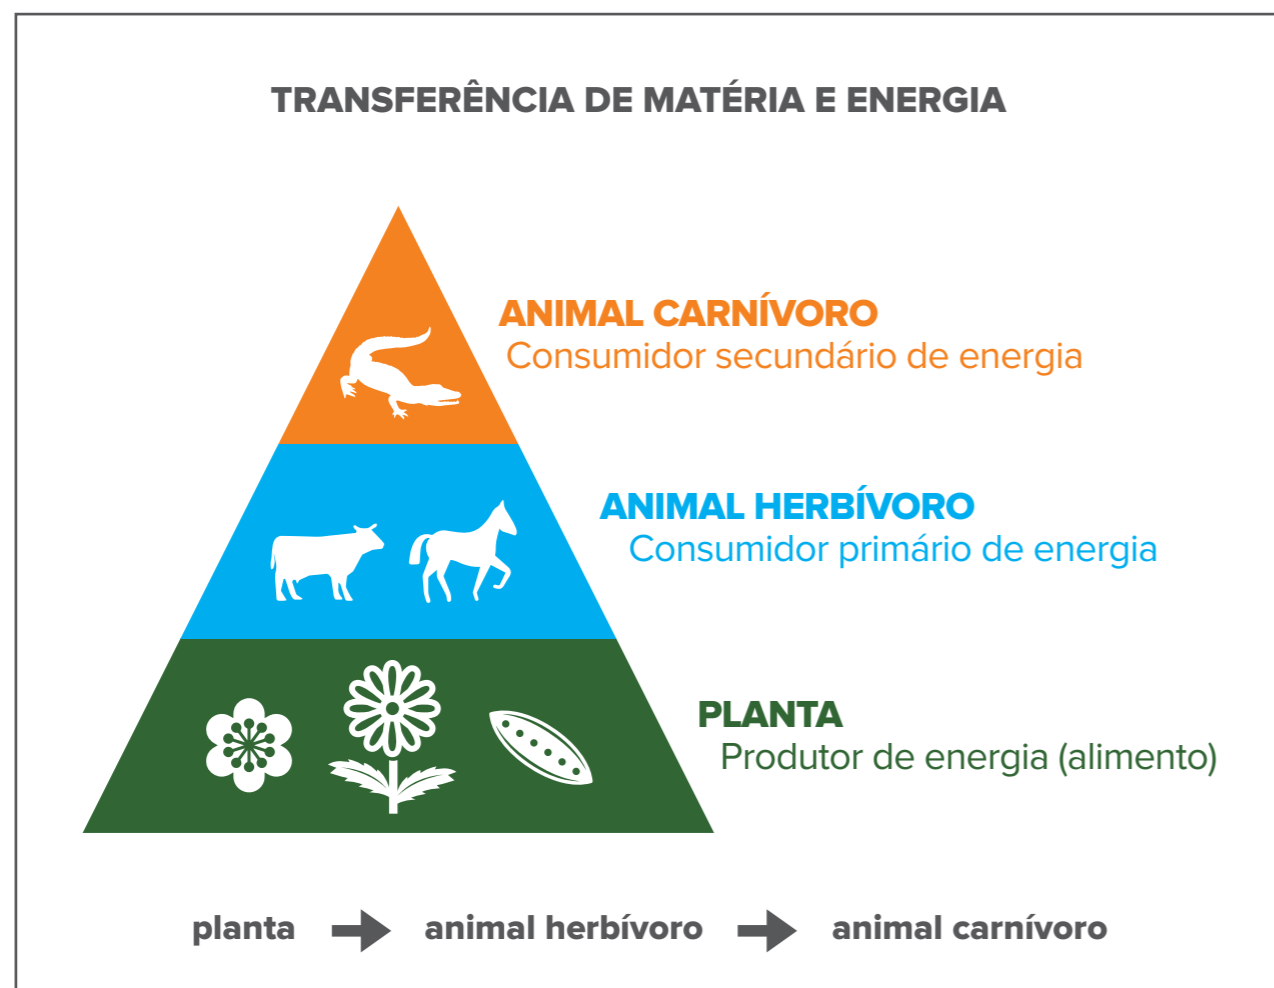 TRANSFERÊNCIA DE MATÉRIA E ENERGIA
ANIMAL CARNÍVORO
Consumidor secundário de energia
ANIMAL HERBÍVORO
Consumidor primário de energia
PLANTA
Produtor de energia (alimento)
planta animal herbívoro animal carnívoro